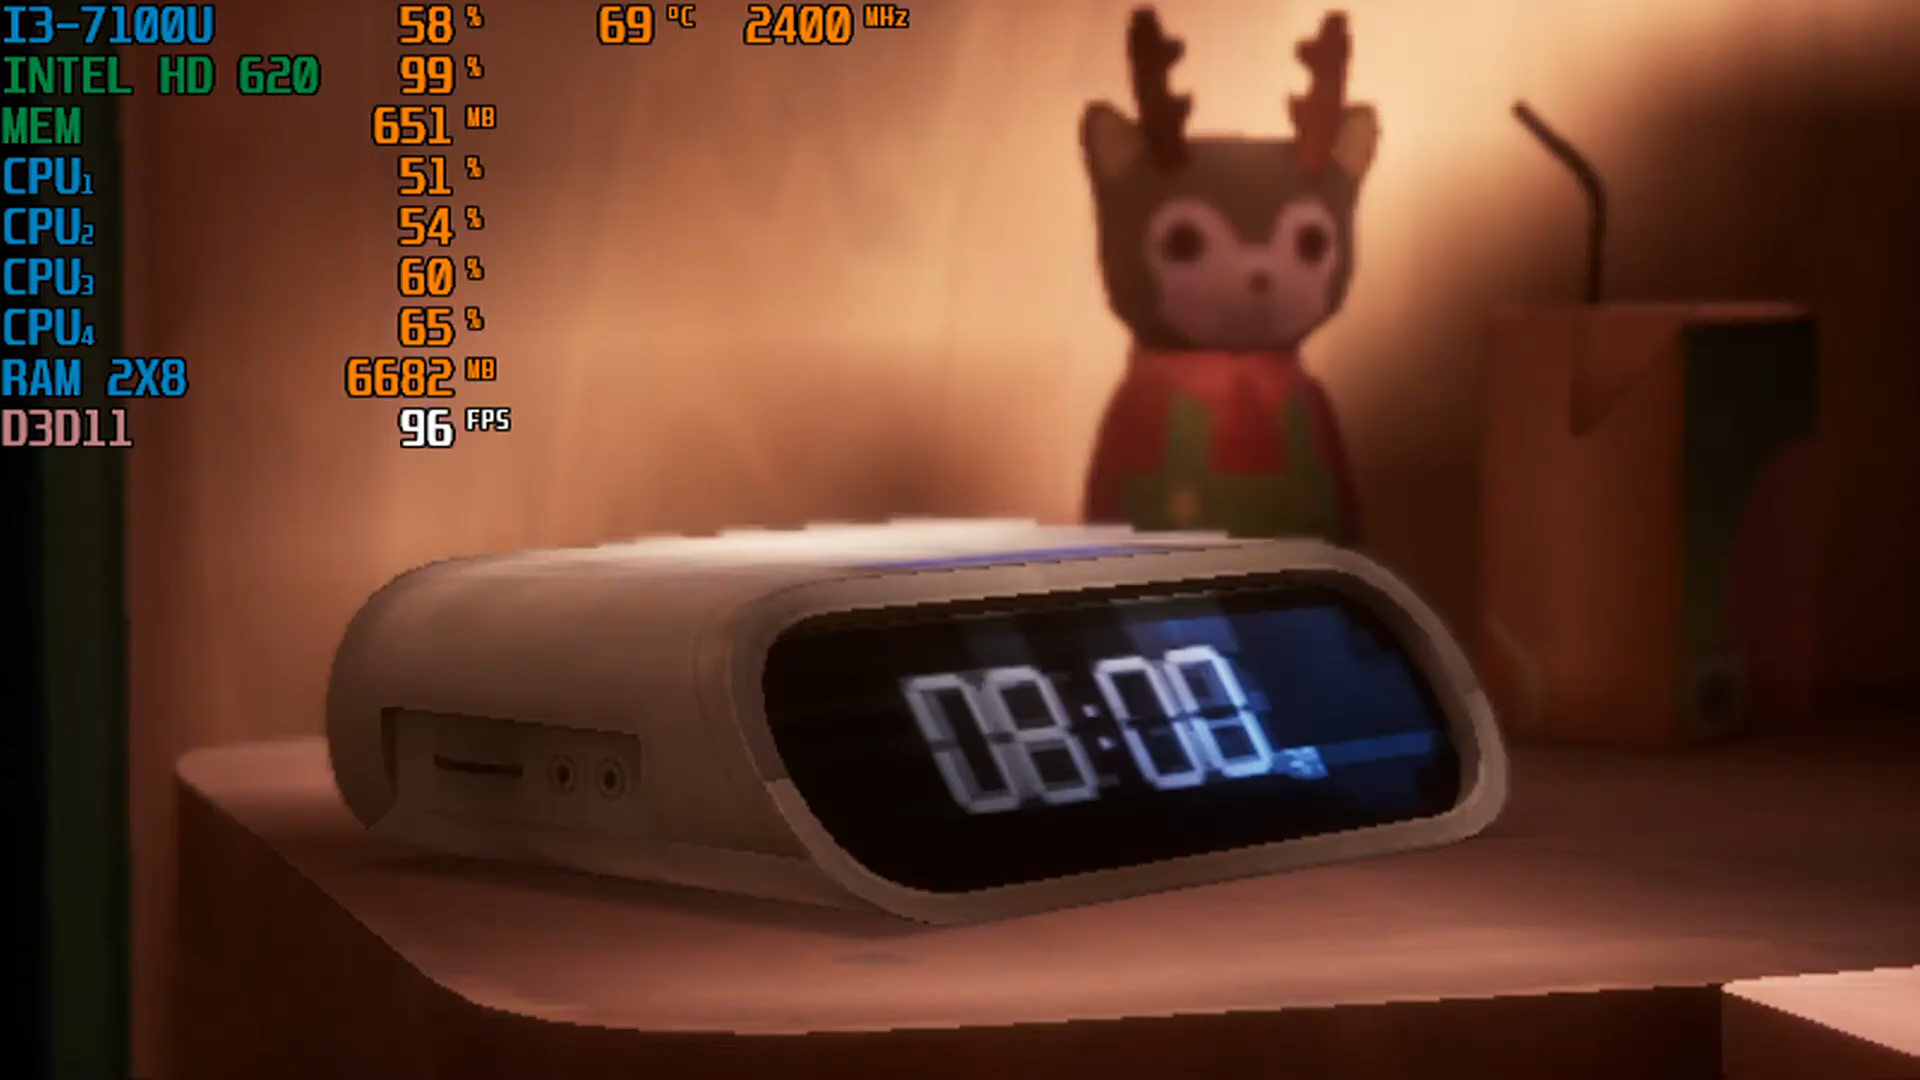 I3-7100U 58 % 69 °C 2400 MHz
INTEL HD 620 99 %
MEM 651 MB
CPU1 51 %
CPU2 54 %
CPU3 60 %
CPU4 65 %
RAM 2X8 6682 MB
D3D11 96 FPS
08:00